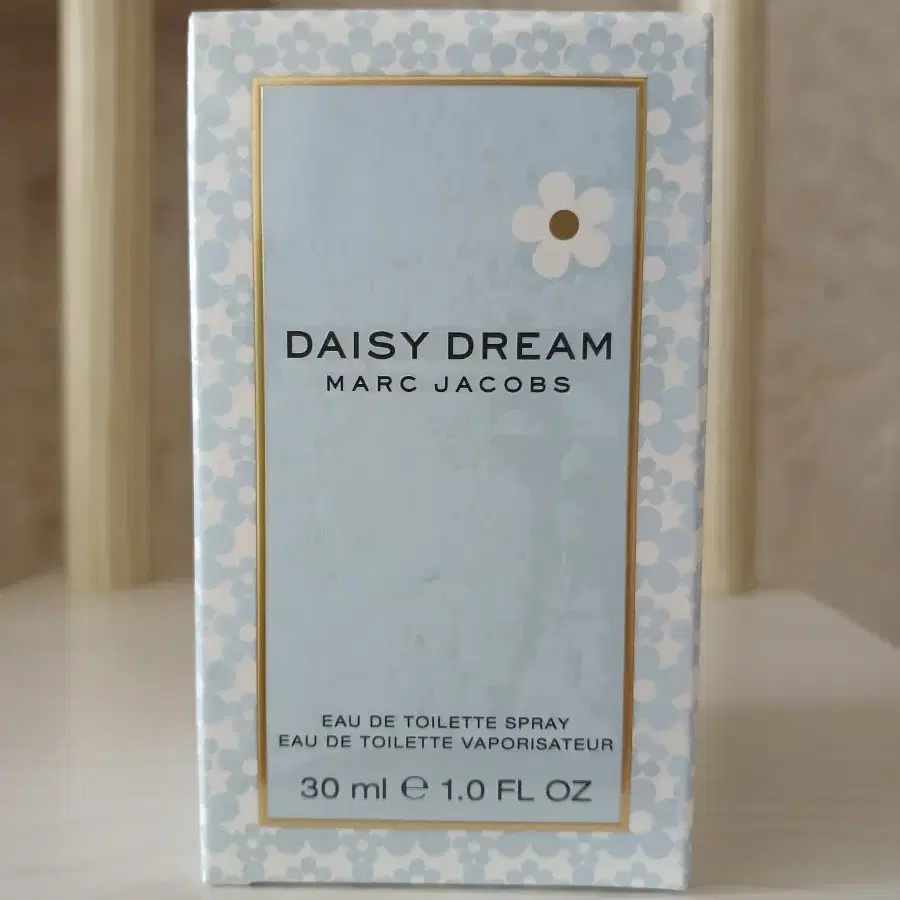 DAISY DREAM
MARC JACOBS
EAU DE TOILETTE SPRAY
EAU DE TOILETTE VAPORISATEUR
30 ml ℮ 1.0 FL OZ